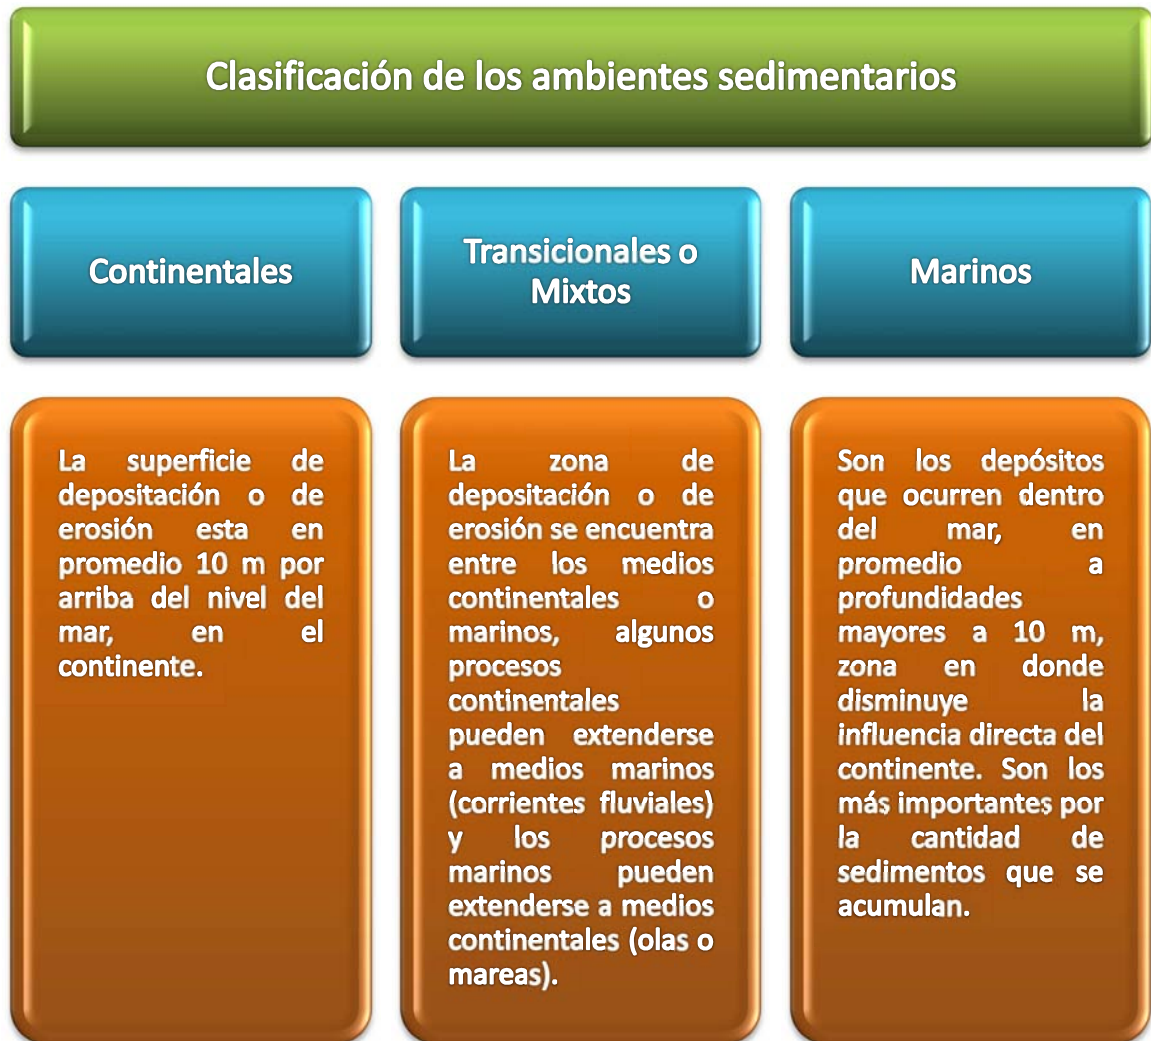 Clasificación de los ambientes sedimentarios
Continentales
La superficie de
depositación o de
erosión esta en
promedio 10 m por
arriba del nivel del
mar, en el
continente.
Transicionales o
Mixtos
La zona de
depositación o de
erosión se encuentra
entre los medios
continentales o
marinos, algunos
procesos
continentales
pueden extenderse
a medios marinos
(corrientes fluviales)
y los procesos
marinos pueden
extenderse a medios
continentales (olas o
mareas).
Marinos
Son los depósitos
que ocurren dentro
del mar, en
promedio a
profundidades
mayores a 10 m,
zona en donde
disminuye la
influencia directa del
continente. Son los
más importantes por
la cantidad de
sedimentos que se
acumulan.